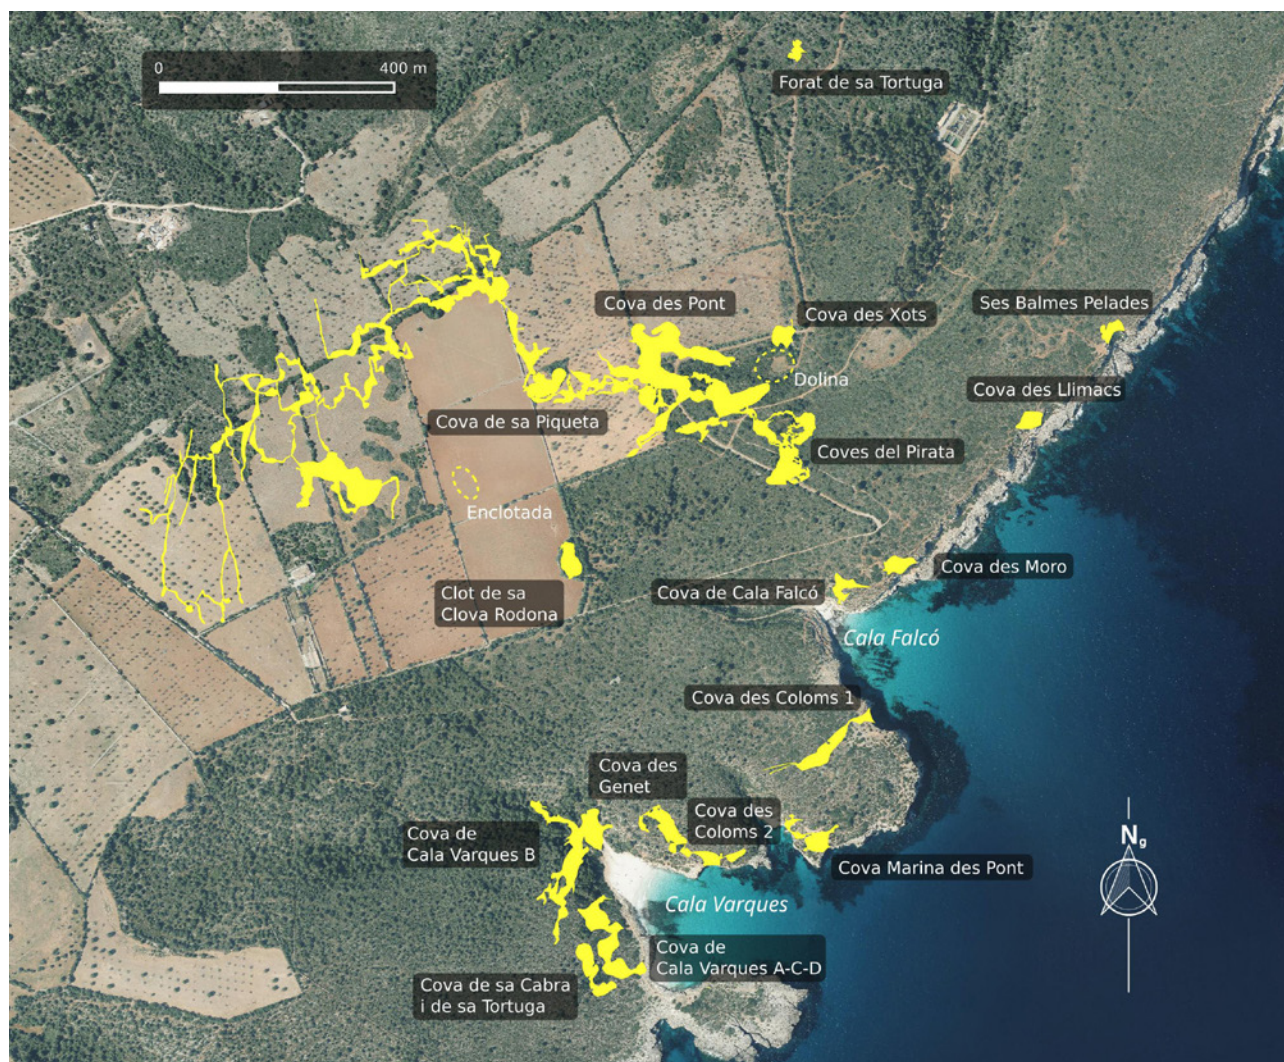 0 400 m
Forat de sa Tortuga
Cova des Pont
Cova des Xots
Ses Balmes Pelades
Dolina
Cova des Llimacs
Cova de sa Piqueta
Coves del Pirata
Enclotada
Cova des Moro
Clot de sa
Clova Rodona
Cova de Cala Falcó
Cala Falcó
Cova des Coloms 1
Cova des
Genet
Cova des
Coloms 2
Cova de
Cala Varques B
Cova Marina des Pont
Ng
Cala Varques
Cova de
Cala Varques A-C-D
Cova de sa Cabra
i de sa Tortuga